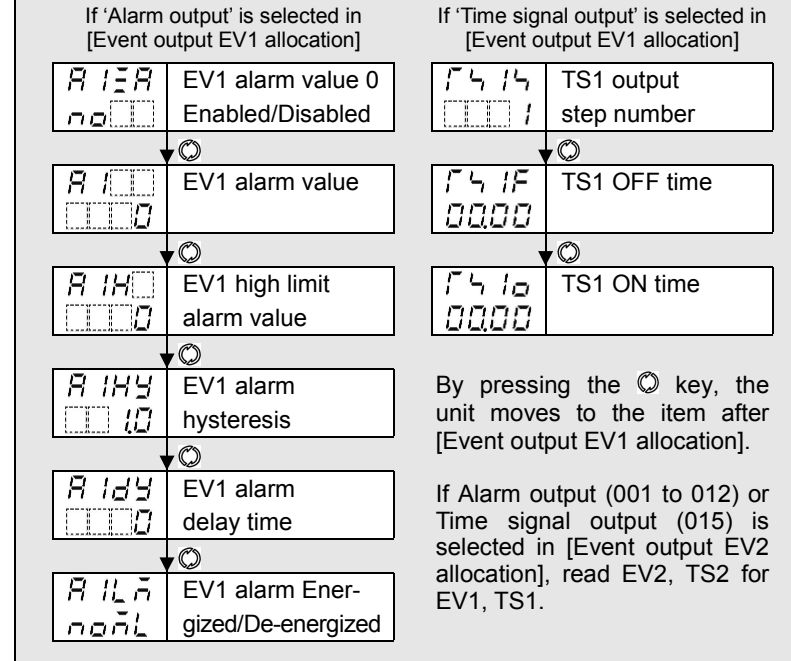 If 'Alarm output' is selected in
[Event output EV1 allocation]
A1ZA EV1 alarm value 0
no Enabled/Disabled
A1 EV1 alarm value
0
A1H EV1 high limit
0 alarm value
A1HY EV1 alarm
1.0 hysteresis
A1dY EV1 alarm
0 delay time
A1LM EV1 alarm Ener-
noML gized/De-energized
If 'Time signal output' is selected in
[Event output EV1 allocation]
TS1S TS1 output
1 step number
TS1F TS1 OFF time
00.00
TS1o TS1 ON time
00.00
By pressing the key, the
unit moves to the item after
[Event output EV1 allocation].
If Alarm output (001 to 012) or
Time signal output (015) is
selected in [Event output EV2
allocation], read EV2, TS2 for
EV1, TS1.